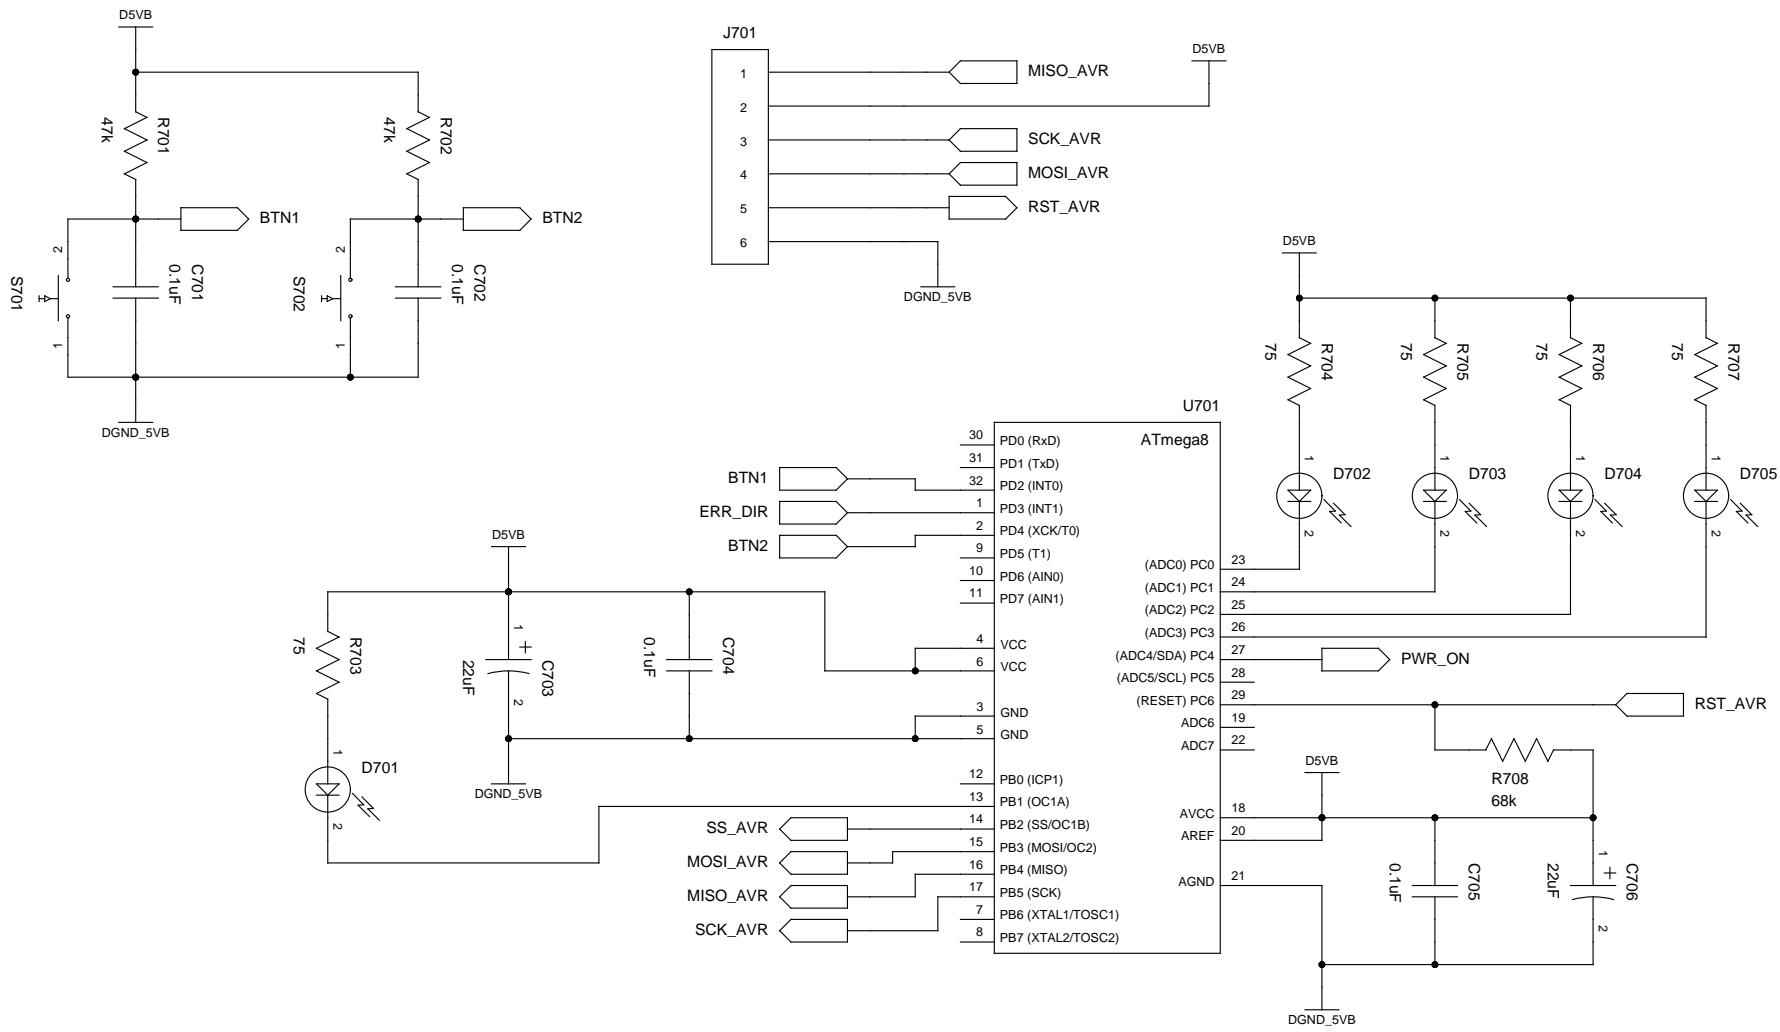 D5VB
R701
47k
R702
47k
BTN1
BTN2
2
S701
1
C701
0.1uF
2
S702
1
C702
0.1uF
DGND_5VB
J701
1
MISO_AVR
2
D5VB
3
SCK_AVR
4
MOSI_AVR
5
RST_AVR
6
DGND_5VB
D5VB
R704
75
R705
75
R706
75
R707
75
1
D702
2
1
D703
2
1
D704
2
1
D705
2
U701
ATmega8
BTN1
ERR_DIR
BTN2
30 PD0 (RxD)
31 PD1 (TxD)
32 PD2 (INT0)
1 PD3 (INT1)
2 PD4 (XCK/T0)
9 PD5 (T1)
10 PD6 (AIN0)
11 PD7 (AIN1)
4 VCC
6 VCC
3 GND
5 GND
12 PB0 (ICP1)
13 PB1 (OC1A)
14 PB2 (SS/OC1B)
15 PB3 (MOSI/OC2)
16 PB4 (MISO)
17 PB5 (SCK)
7 PB6 (XTAL1/TOSC1)
8 PB7 (XTAL2/TOSC2)
(ADC0) PC0 23
(ADC1) PC1 24
(ADC2) PC2 25
(ADC3) PC3 26
(ADC4/SDA) PC4 27
(ADC5/SCL) PC5 28
(RESET) PC6 29
ADC6 19
ADC7 22
AVCC 18
AREF 20
AGND 21
PWR_ON
RST_AVR
D5VB
R703
75
1
+
C703
22uF
2
C704
0.1uF
DGND_5VB
1
D701
2
SS_AVR
MOSI_AVR
MISO_AVR
SCK_AVR
D5VB
R708
68k
C705
0.1uF
1
+
C706
22uF
2
DGND_5VB